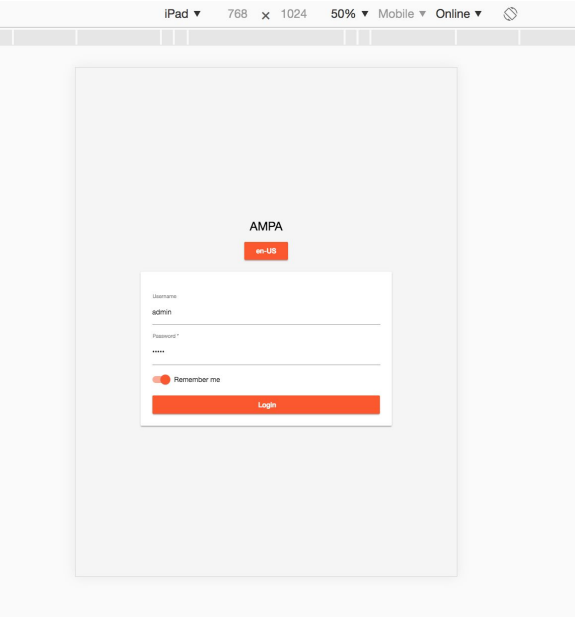 iPad ▼ 768 × 1024 50% ▼ Mobile ▼ Online ▼
AMPA
en-US
Username
admin
Password *
•••••
Remember me
Login